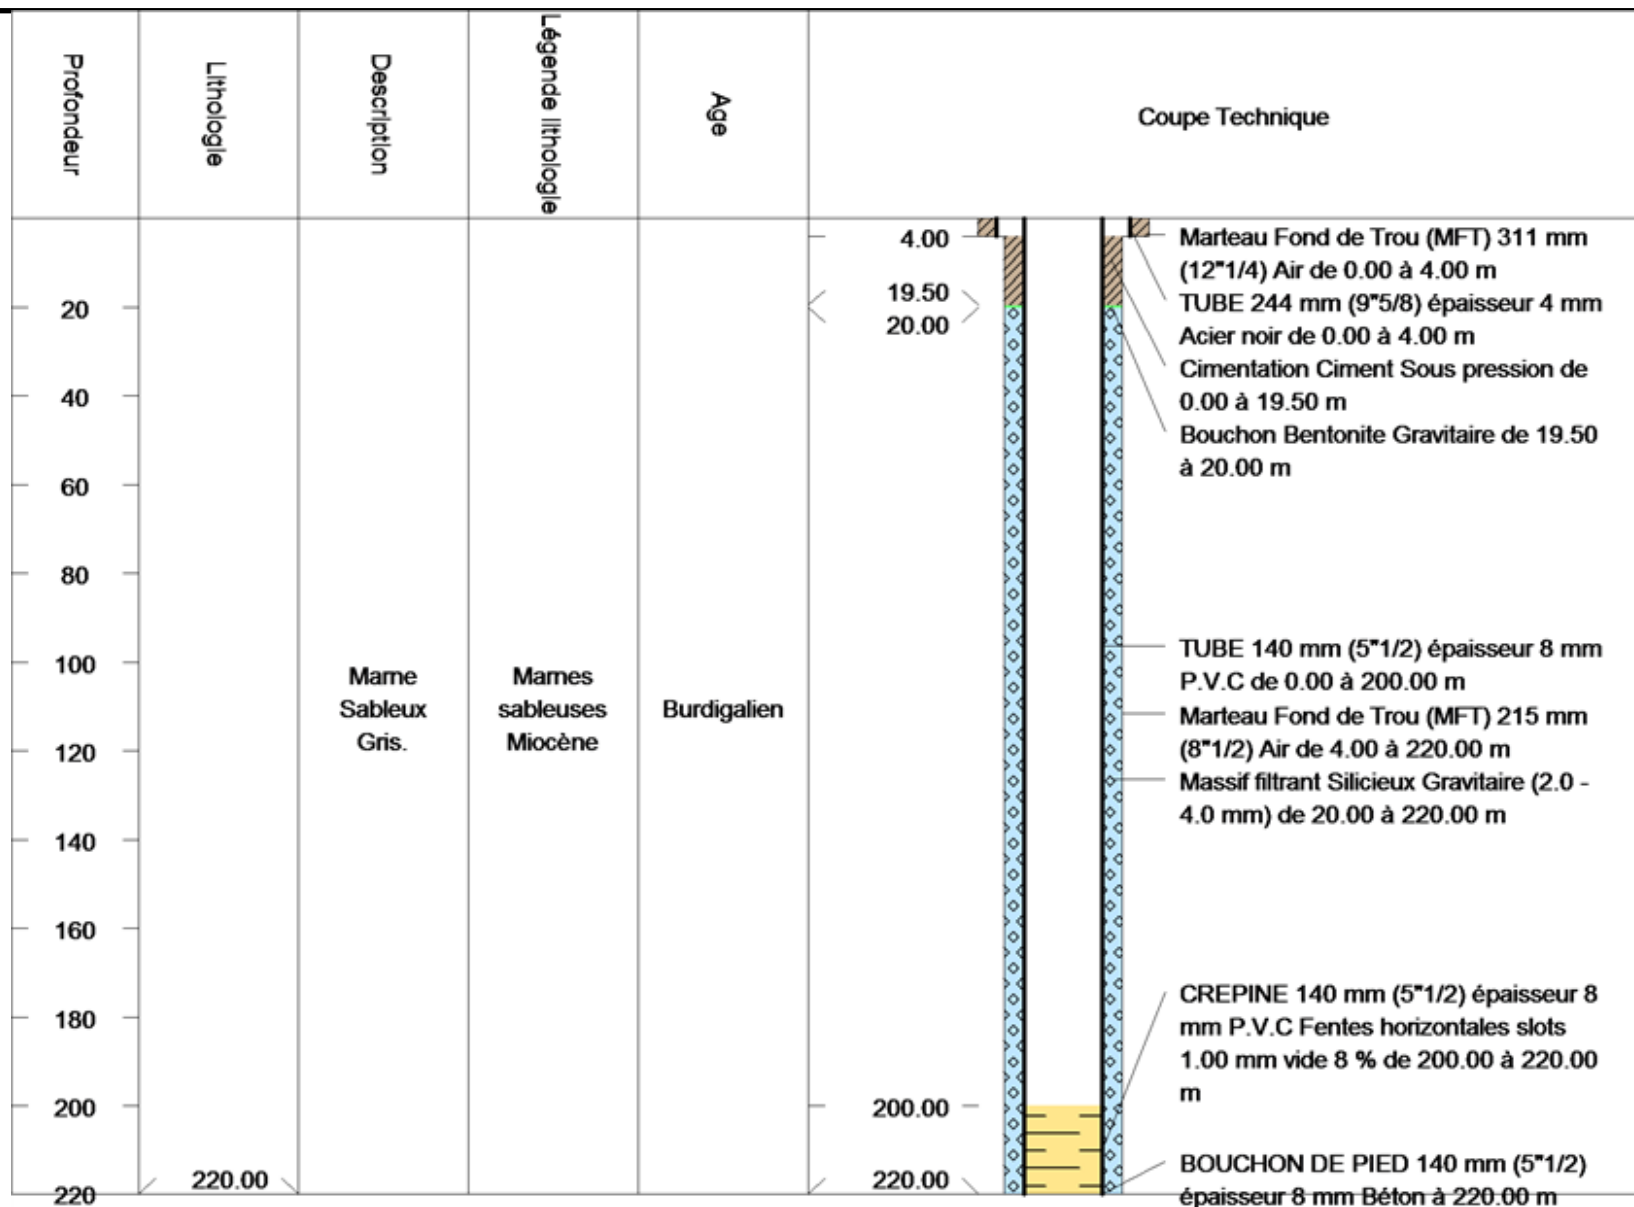 Profondeur
Lithologie
Description
Légende lithologie
Age
Coupe Technique
4.00
19.50
20.00
Marteau Fond de Trou (MFT) 311 mm
(12"1/4) Air de 0.00 à 4.00 m
TUBE 244 mm (9"5/8) épaisseur 4 mm
Acier noir de 0.00 à 4.00 m
Cimentation Ciment Sous pression de
0.00 à 19.50 m
Bouchon Bentonite Gravitaire de 19.50
à 20.00 m
20
40
60
80
100
120
140
160
180
200
220
220.00
Marne
Sableux
Gris.
Marnes
sableuses
Miocène
Burdigalien
TUBE 140 mm (5"1/2) épaisseur 8 mm
P.V.C de 0.00 à 200.00 m
Marteau Fond de Trou (MFT) 215 mm
(8"1/2) Air de 4.00 à 220.00 m
Massif filtrant Silicieux Gravitaire (2.0 -
4.0 mm) de 20.00 à 220.00 m
CREPINE 140 mm (5"1/2) épaisseur 8
mm P.V.C Fentes horizontales slots
1.00 mm vide 8 % de 200.00 à 220.00
m
200.00
220.00
BOUCHON DE PIED 140 mm (5"1/2)
épaisseur 8 mm Béton à 220.00 m